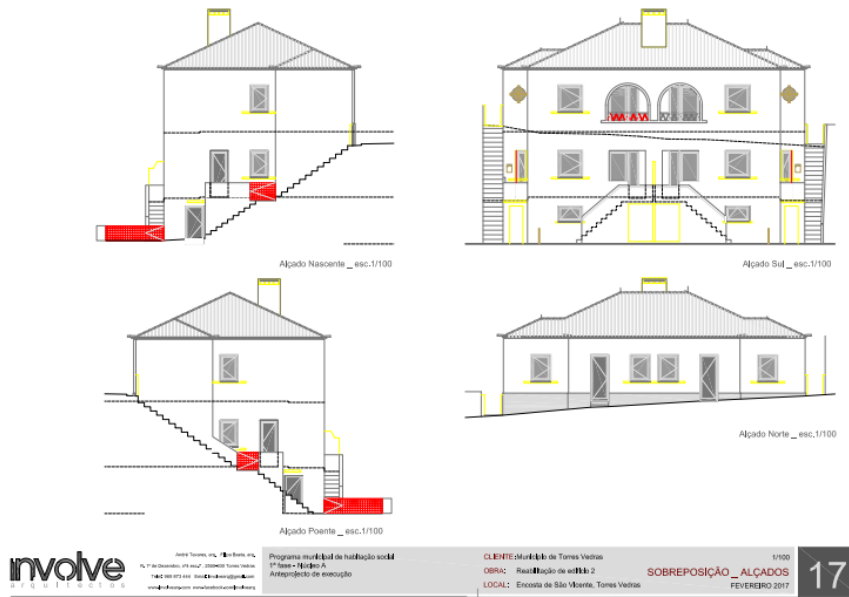 Alçado Nascente _ esc.1/100
Alçado Sul _ esc.1/100
Alçado Poente _ esc.1/100
Alçado Norte _ esc.1/100
involve
arquitectos
André Tavares, arq.
Programa municipal de habitação social
1ª fase - Núcleo A
Anteprojecto de execução
CLIENTE: Município de Torres Vedras
OBRA: Reabilitação de edifício 2
LOCAL: Encosta de São Vicente, Torres Vedras
1/100
SOBREPOSIÇÃO _ ALÇADOS
FEVEREIRO 2017
17